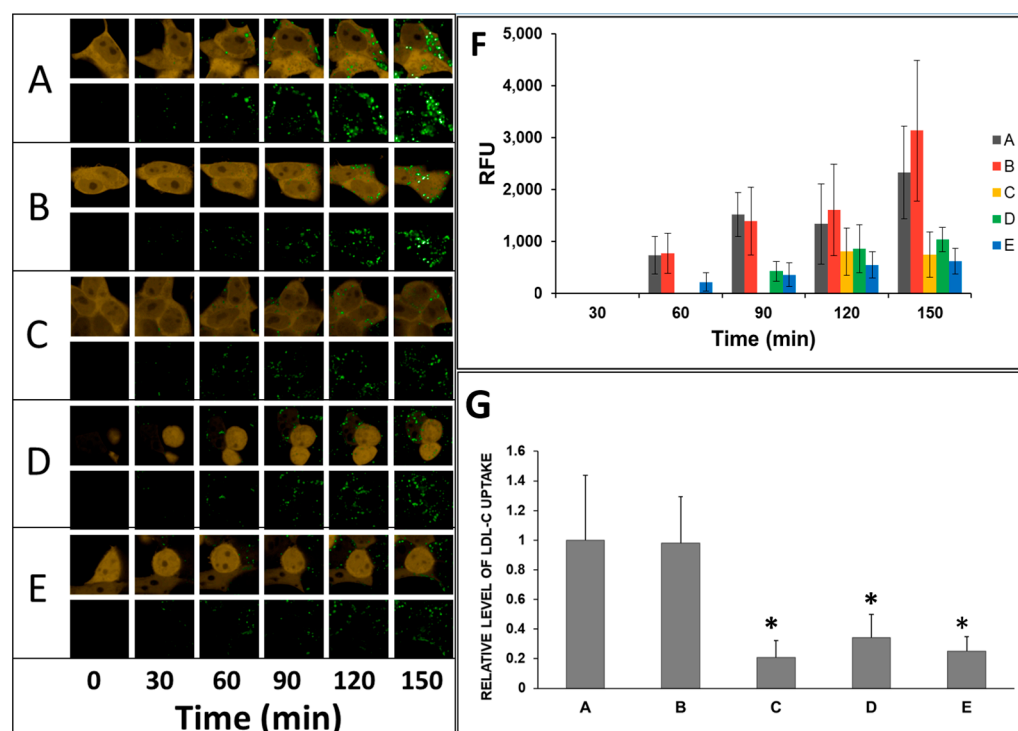 A
B
C
D
E
0 30 60 90 120 150
Time (min)
F
5,000
4,000
3,000
2,000
1,000
0
RFU
30 60 90 120 150
Time (min)
A
B
C
D
E
G
1.6
1.4
1.2
1
0.8
0.6
0.4
0.2
0
RELATIVE LEVEL OF LDL-C UPTAKE
* * *
A B C D E